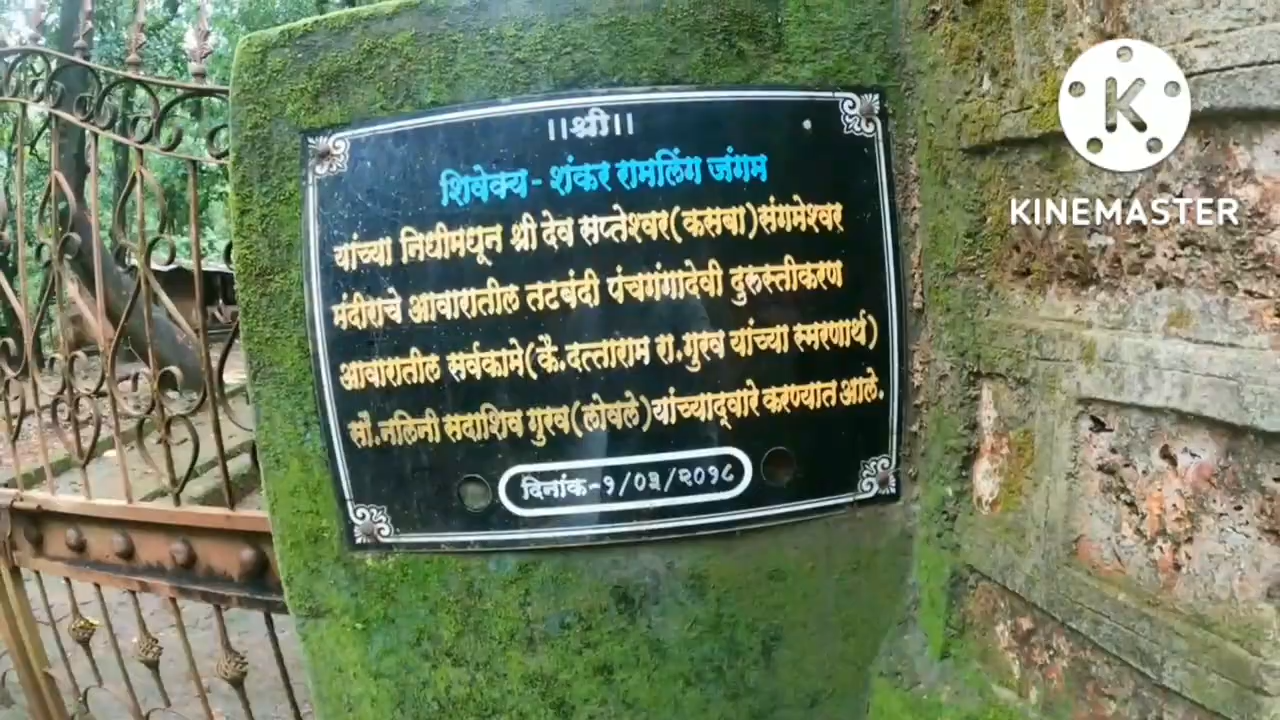 ||श्री||
शिवेक्य - शंकर रामलिंग जंगम
यांच्या निधीमधून श्री देव सप्तेश्वर(कसबा)संगमेश्वर
मंदीराचे आवारातील तटबंदी पंचगंगादेवी दुरुस्तीकरण
आवारातील सर्वकामे(कै.दत्ताराम रा.गुरव यांच्या स्मरणार्थ)
सौ.नलिनी सदाशिव गुरव(लोवले)यांच्याद्वारे करण्यात आले.
दिनांक-१/०३/२०१८
K
KINEMASTER